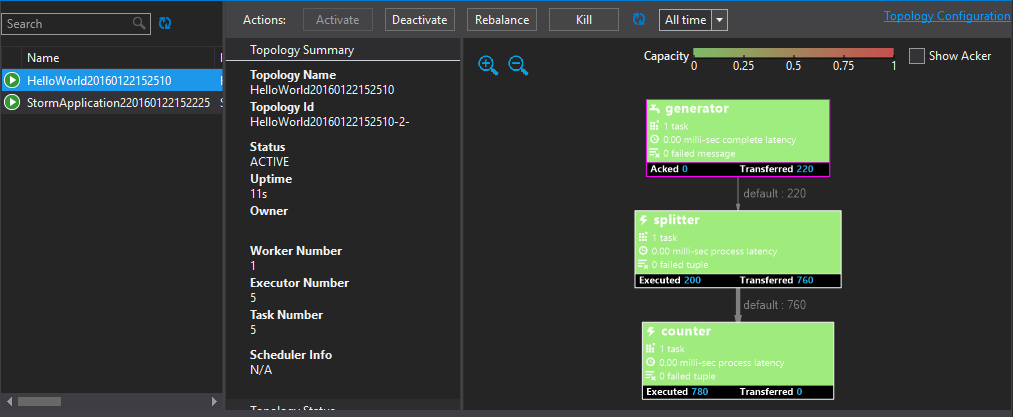 Search
Name
HelloWorld20160122152510
StormApplication220160122152225
Actions:
Activate
Deactivate
Rebalance
Kill
All time
Topology Configuration
Topology Summary
Topology Name
HelloWorld20160122152510
Topology Id
HelloWorld20160122152510-2-
Status
ACTIVE
Uptime
11s
Owner
Worker Number
1
Executor Number
5
Task Number
5
Scheduler Info
N/A
Topology Status
Capacity
0 0.25 0.5 0.75 1
Show Acker
generator
1 task
0.00 milli-sec complete latency
0 failed message
Acked 0 Transferred 220
default : 220
splitter
1 task
0.00 milli-sec process latency
0 failed tuple
Executed 200 Transferred 760
default : 760
counter
1 task
0.00 milli-sec process latency
0 failed tuple
Executed 780 Transferred 0